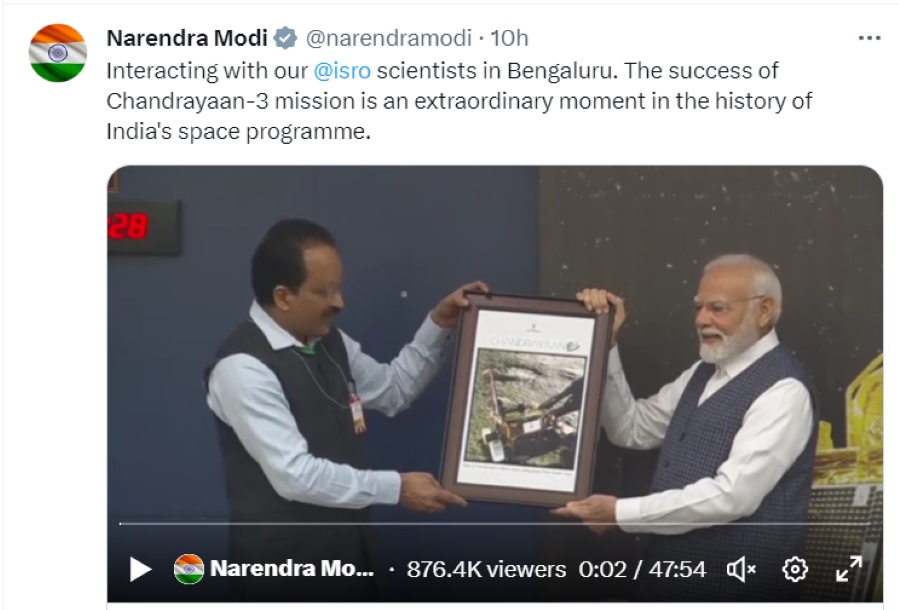 Narendra Modi @narendramodi · 10h
Interacting with our @isro scientists in Bengaluru. The success of
Chandrayaan-3 mission is an extraordinary moment in the history of
India's space programme.
28
CHANDRAYAAN
Narendra Mo... · 876.4K viewers 0:02 / 47:54